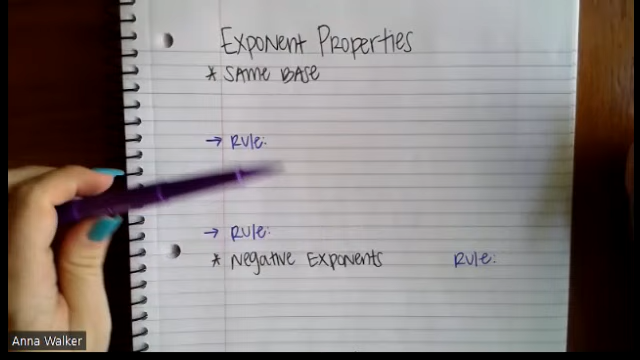 Exponent Properties
* SAME BASE
→ Rule:
→ Rule:
* Negative Exponents Rule:
Anna Walker